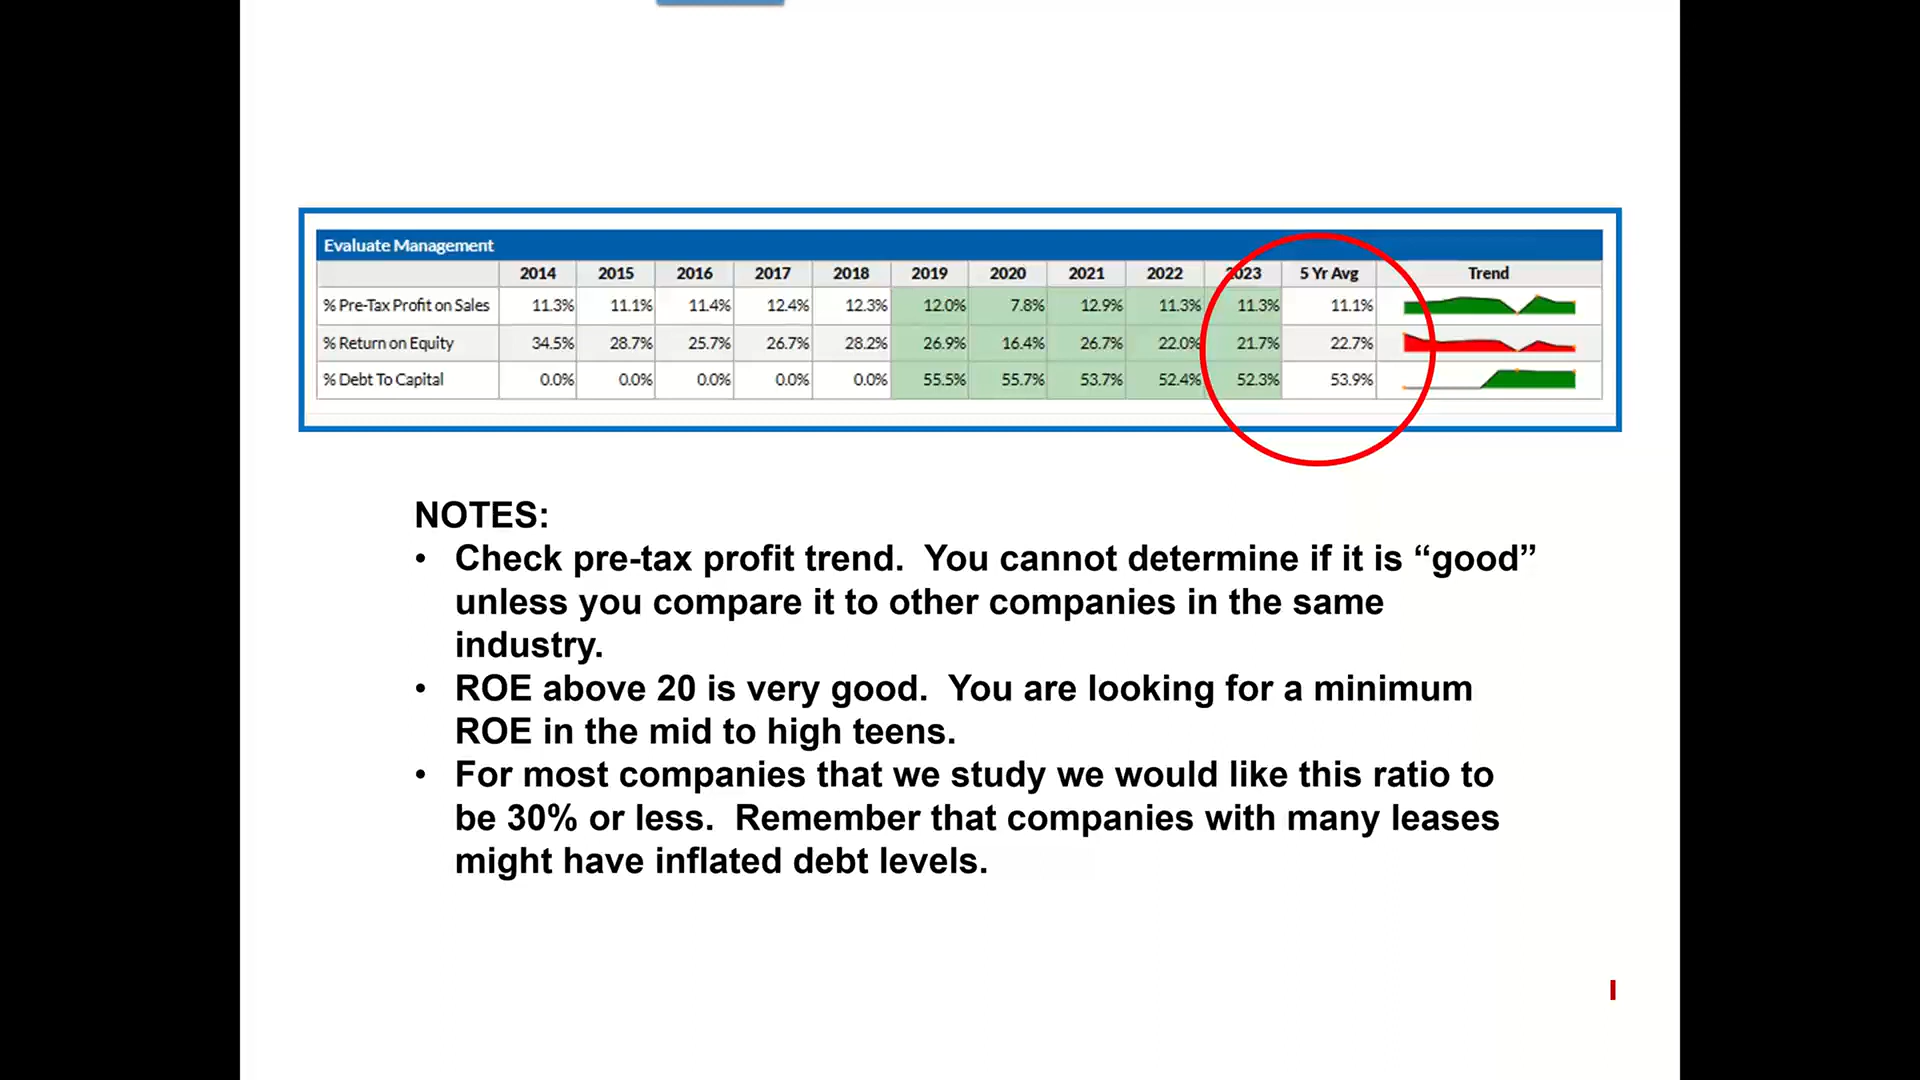 Evaluate Management
2014 2015 2016 2017 2018 2019 2020 2021 2022 2023 5 Yr Avg Trend
% Pre-Tax Profit on Sales 11.3% 11.1% 11.4% 12.4% 12.3% 12.0% 7.8% 12.9% 11.3% 11.3% 11.1%
% Return on Equity 34.5% 28.7% 25.7% 26.7% 28.2% 26.9% 16.4% 26.7% 22.0% 21.7% 22.7%
% Debt To Capital 0.0% 0.0% 0.0% 0.0% 0.0% 55.5% 55.7% 53.7% 52.4% 52.3% 53.9%
NOTES:
• Check pre-tax profit trend.  You cannot determine if it is “good”
unless you compare it to other companies in the same
industry.
• ROE above 20 is very good.  You are looking for a minimum
ROE in the mid to high teens.
• For most companies that we study we would like this ratio to
be 30% or less.  Remember that companies with many leases
might have inflated debt levels.